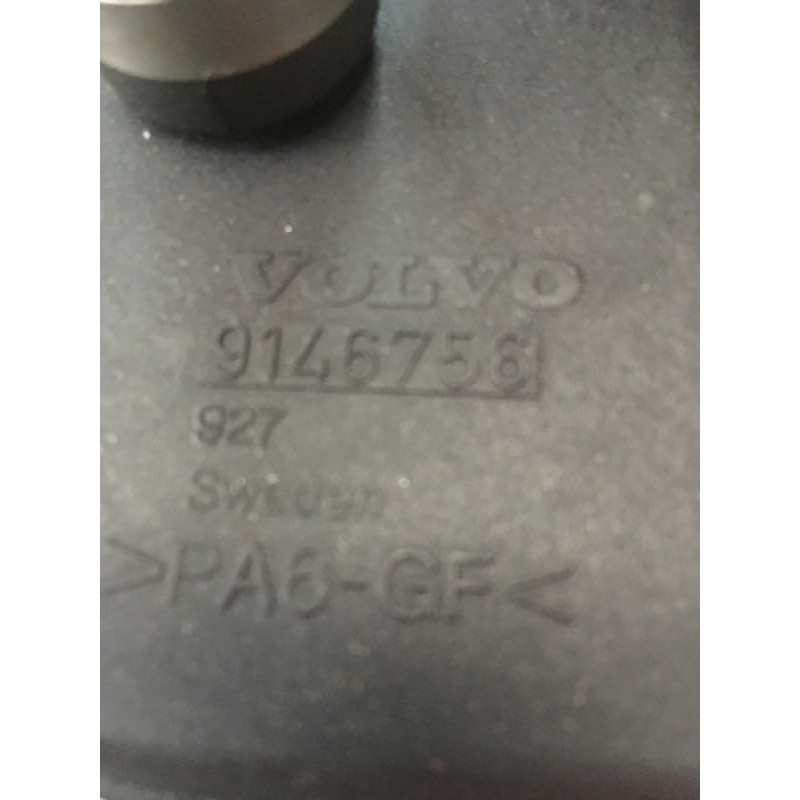 VOLVO
9146756
927
Sweden
>PA6-GF<